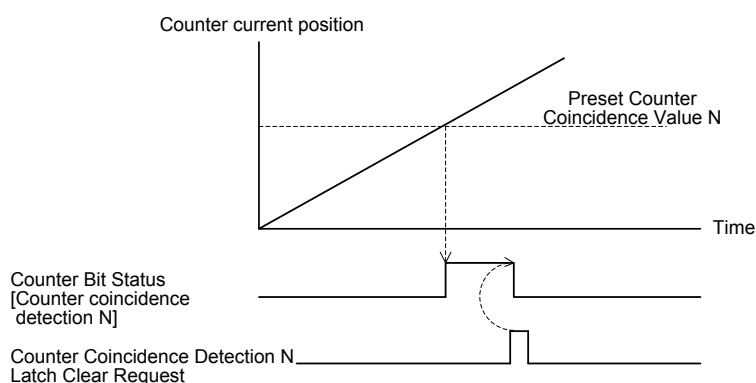 Counter current position
Preset Counter
Coincidence Value N
Time
Counter Bit Status
[Counter coincidence
detection N]
Counter Coincidence Detection N
Latch Clear Request